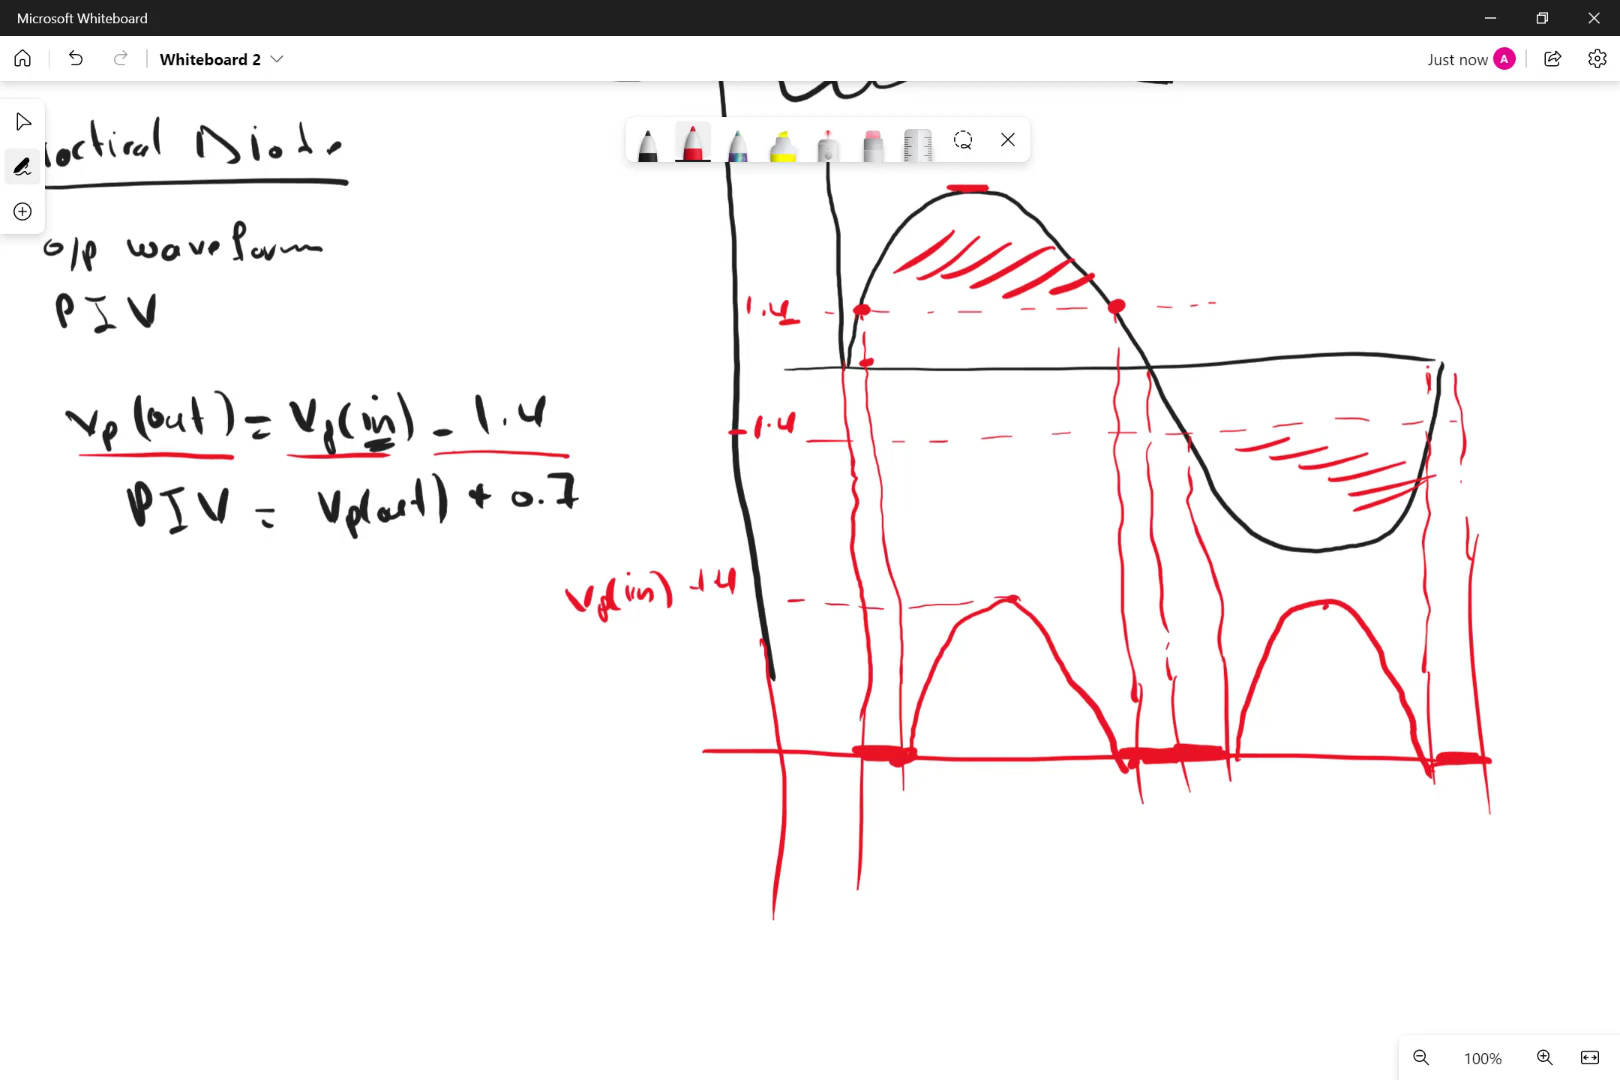 Microsoft Whiteboard
Whiteboard 2
Just now A
Diode
o/p waveform
PIV
Vp(out) = Vp(in) - 1.4
PIV = Vp(out) + 0.7
1.4
-1.4
Vp(in) -1.4
100%